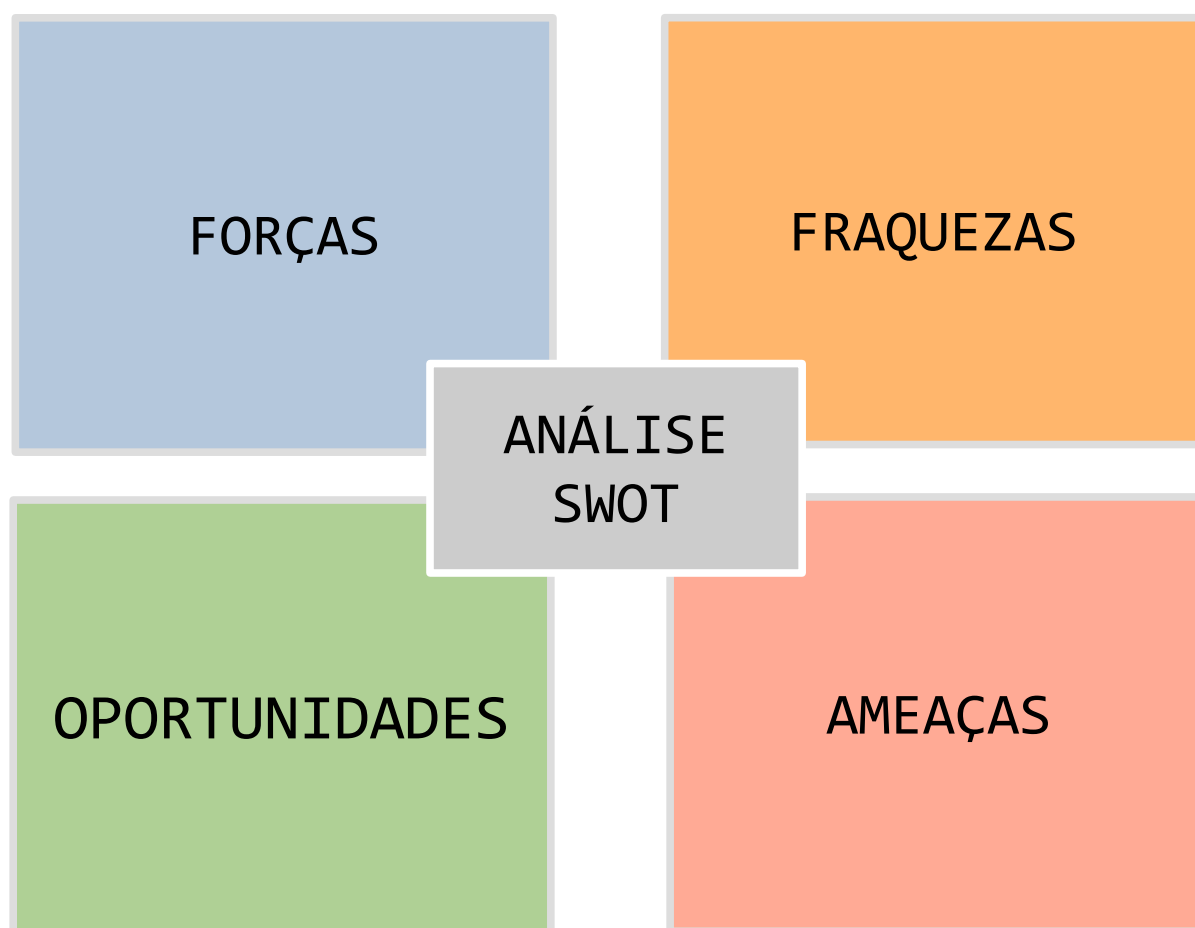 FORÇAS
FRAQUEZAS
ANÁLISE
SWOT
OPORTUNIDADES
AMEAÇAS